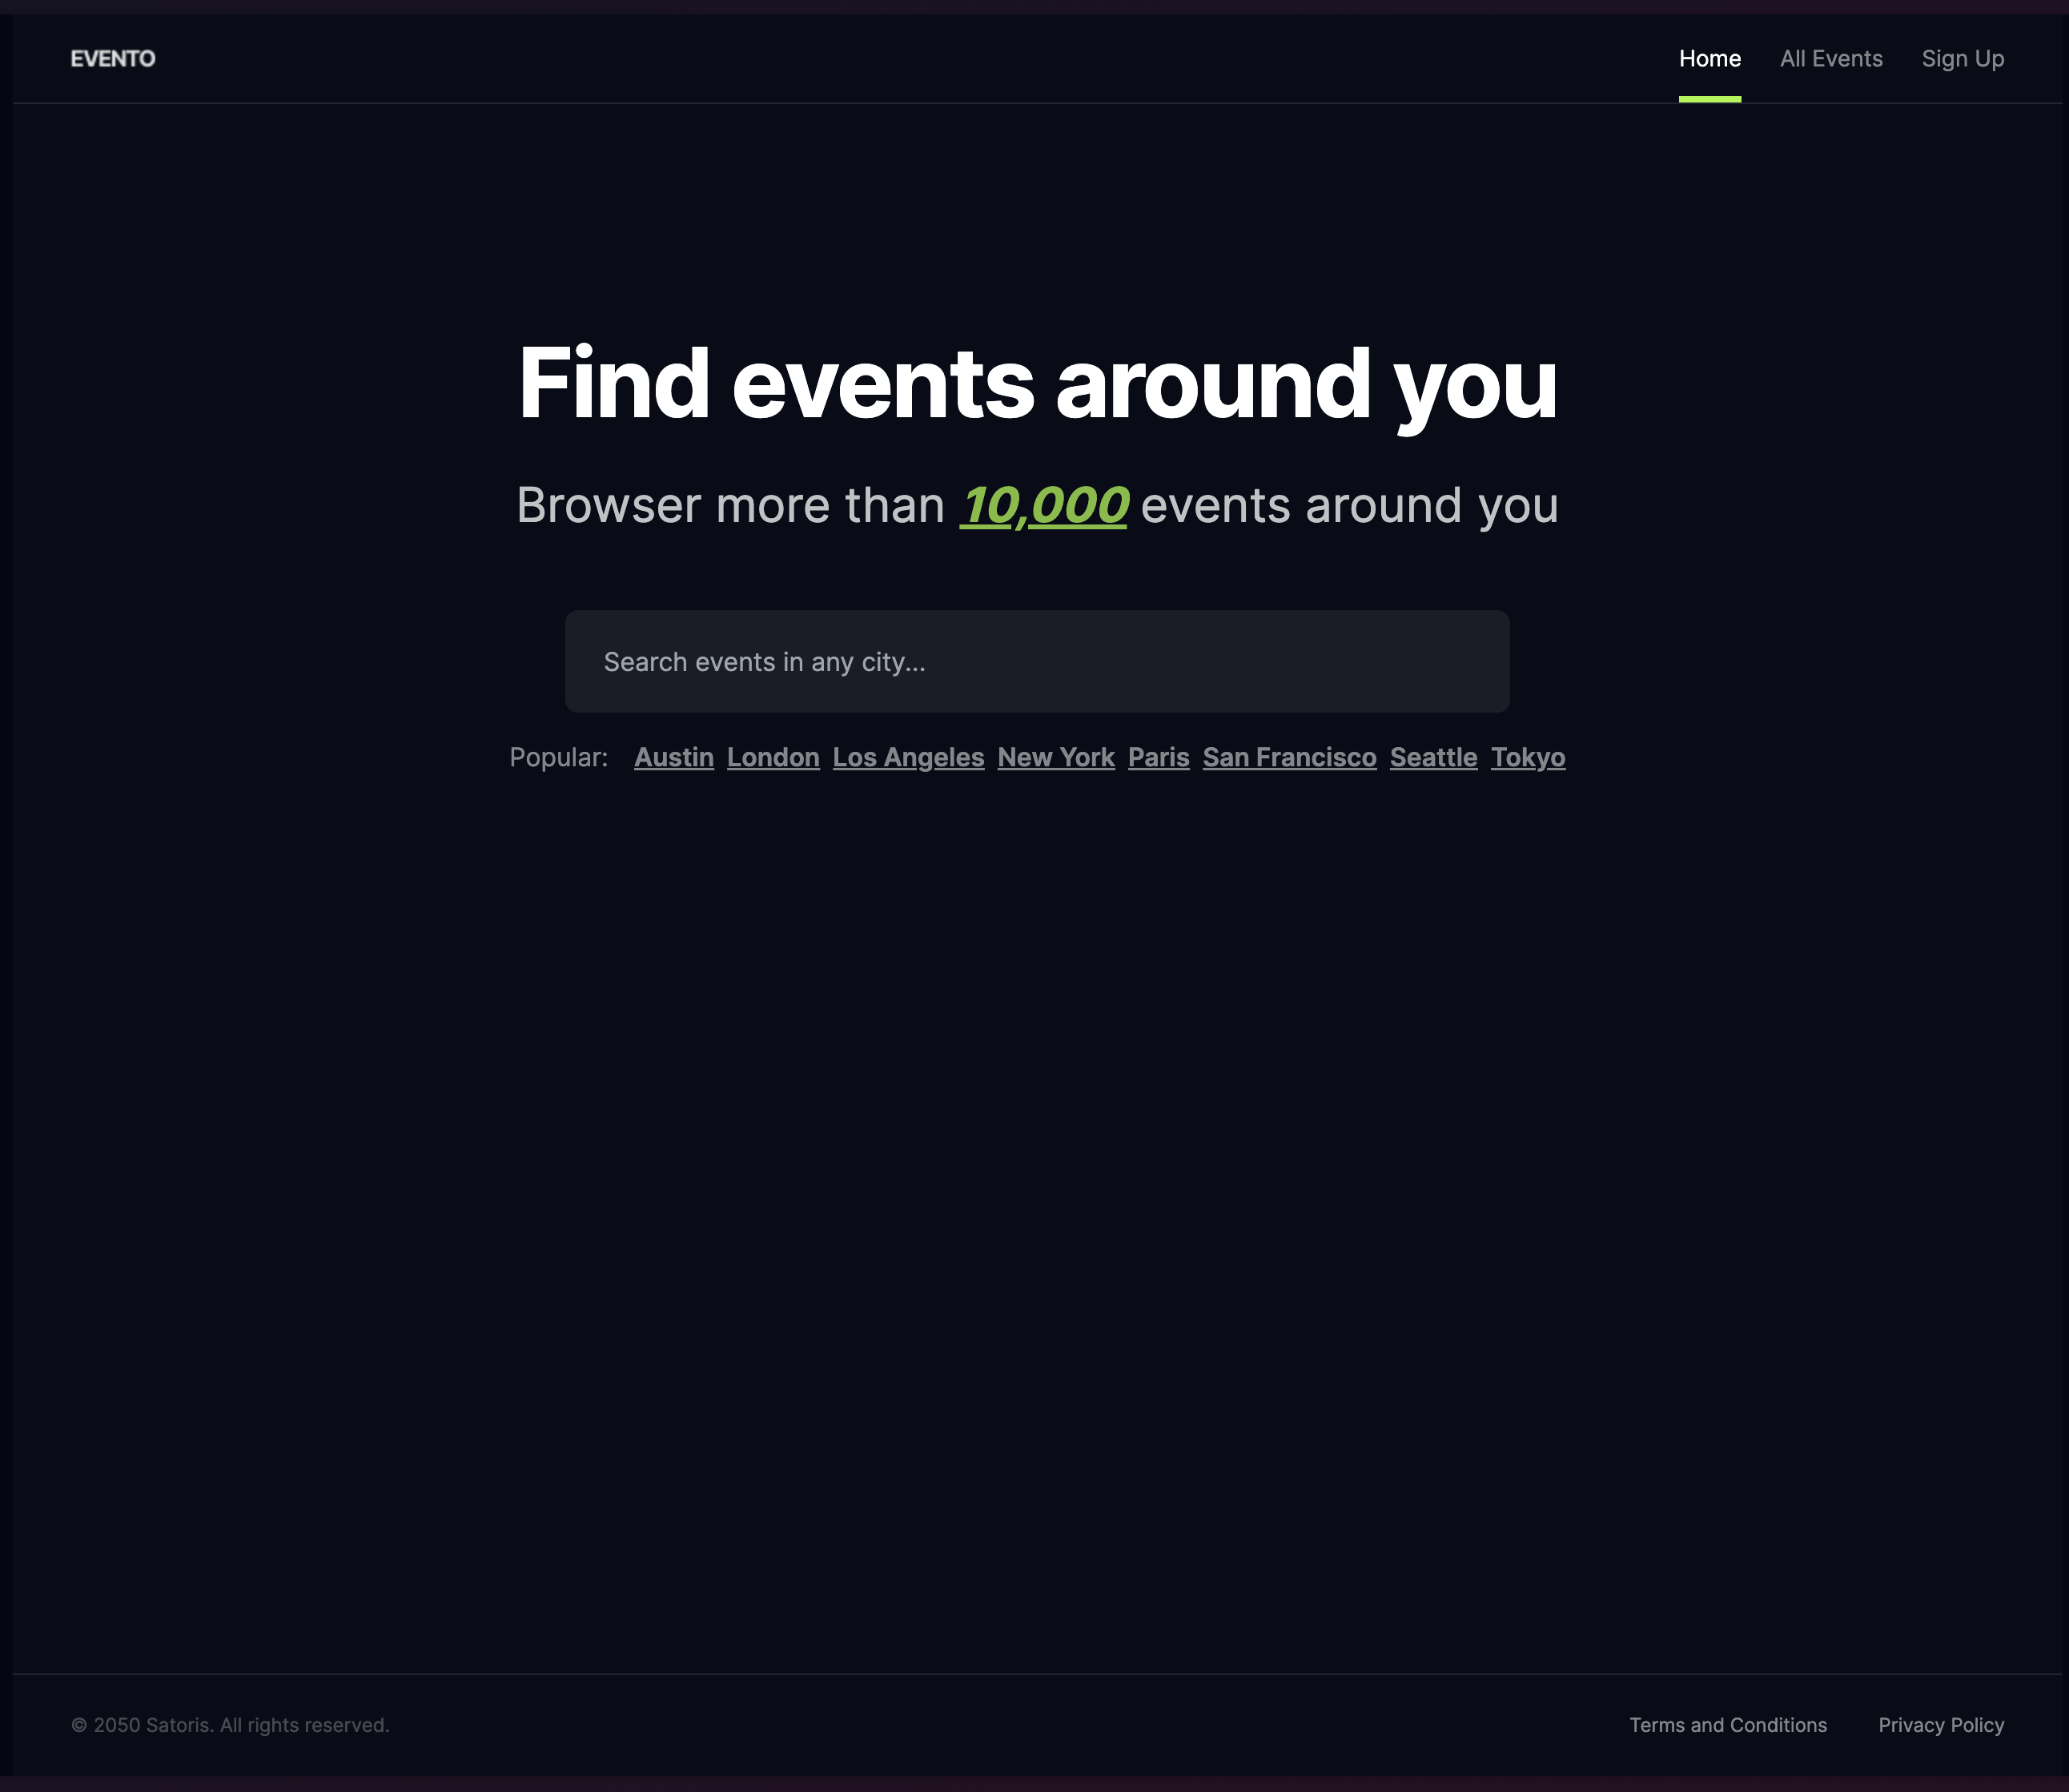 EVENTO
Home All Events Sign Up
Find events around you
Browser more than 10,000 events around you
Search events in any city...
Popular: Austin London Los Angeles New York Paris San Francisco Seattle Tokyo
© 2050 Satoris. All rights reserved.
Terms and Conditions Privacy Policy